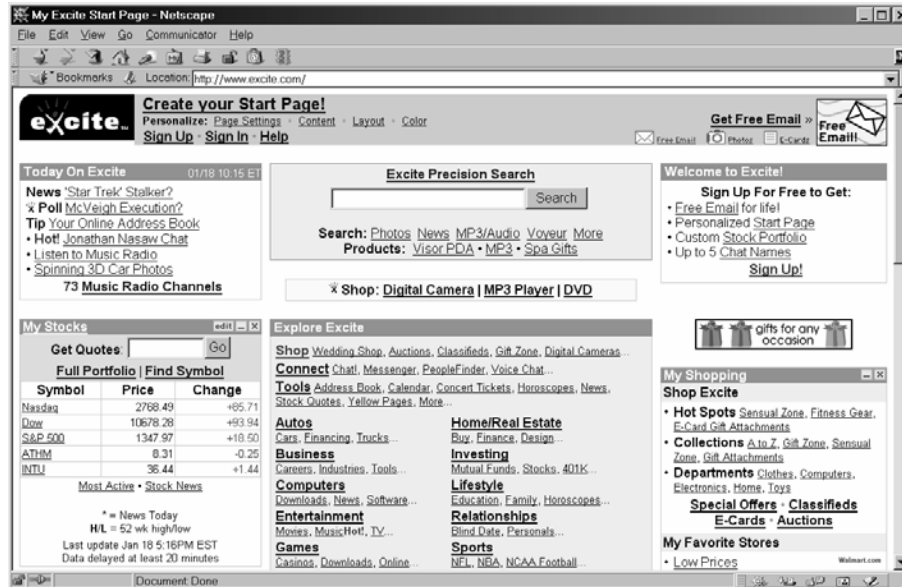 My Excite Start Page - Netscape
File Edit View Go Communicator Help
Bookmarks Location: http://www.excite.com/
excite
Create your Start Page!
Personalize: Page Settings · Content · Layout · Color
Sign Up · Sign In · Help
Get Free Email »
Free Email Photos E-Cards
Free Email!
Today On Excite 01/18 10:15 ET
News 'Star Trek' Stalker?
Poll McVeigh Execution?
Tip Your Online Address Book
• Hot! Jonathan Nasaw Chat
• Listen to Music Radio
• Spinning 3D Car Photos
73 Music Radio Channels
Excite Precision Search
Search
Search: Photos News MP3/Audio Voyeur More
Products: Visor PDA • MP3 • Spa Gifts
Shop: Digital Camera | MP3 Player | DVD
Welcome to Excite!
Sign Up For Free to Get:
• Free Email for life!
• Personalized Start Page
• Custom Stock Portfolio
• Up to 5 Chat Names
Sign Up!
My Stocks edit
Get Quotes: Go
Full Portfolio | Find Symbol
Symbol Price Change
Nasdaq 2768.49 +65.71
Dow 10678.28 +93.94
S&P 500 1347.97 +18.50
ATHM 8.31 -0.25
INTU 36.44 +1.44
Most Active • Stock News
* = News Today
H/L = 52 wk high/low
Last update Jan 18 5:16PM EST
Data delayed at least 20 minutes
Explore Excite
Shop Wedding Shop, Auctions, Classifieds, Gift Zone, Digital Cameras...
Connect Chat!, Messenger, PeopleFinder, Voice Chat...
Tools Address Book, Calendar, Concert Tickets, Horoscopes, News,
Stock Quotes, Yellow Pages, More...
Autos
Cars, Financing, Trucks...
Business
Careers, Industries, Tools...
Computers
Downloads, News, Software...
Entertainment
Movies, MusicHot!, TV...
Games
Casinos, Downloads, Online...
Home/Real Estate
Buy, Finance, Design...
Investing
Mutual Funds, Stocks, 401K...
Lifestyle
Education, Family, Horoscopes...
Relationships
Blind Date, Personals...
Sports
NFL, NBA, NCAA Football...
gifts for any
occasion
My Shopping
Shop Excite
• Hot Spots Sensual Zone, Fitness Gear,
E-Card Gift Attachments
• Collections A to Z, Gift Zone, Sensual
Zone, Gift Attachments
• Departments Clothes, Computers,
Electronics, Home, Toys
Special Offers · Classifieds
E-Cards · Auctions
My Favorite Stores
• Low Prices Walmart.com
Document Done